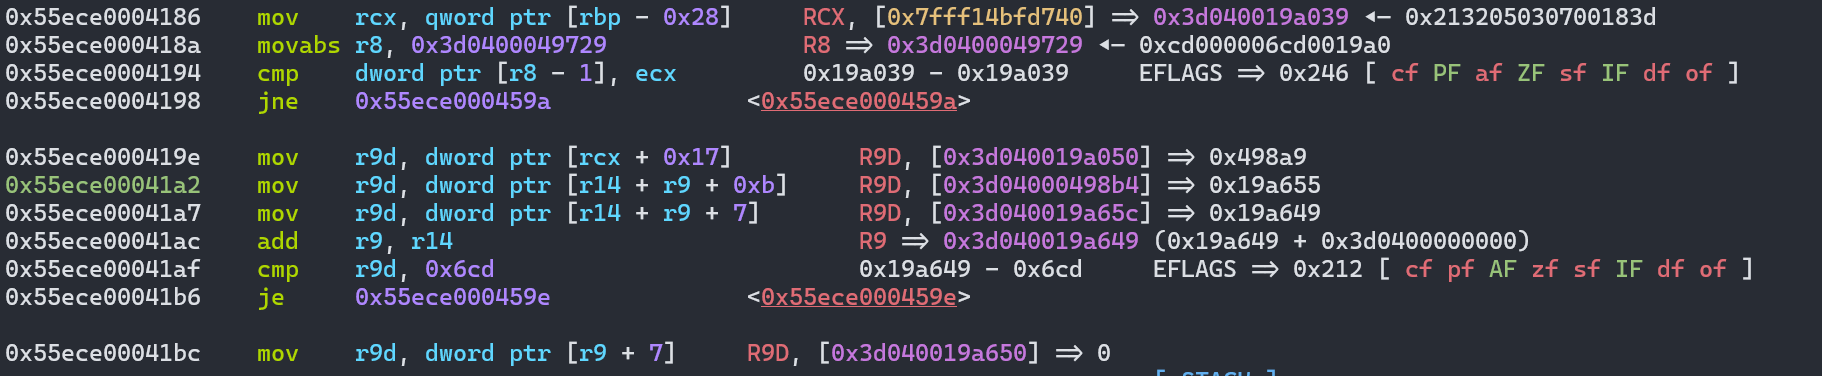 0x55ece0004186    mov    rcx, qword ptr [rbp - 0x28]     RCX, [0x7fff14bfd740] => 0x3d040019a039 ◂— 0x213205030700183d
0x55ece000418a    movabs r8, 0x3d0400049729              R8 => 0x3d0400049729 ◂— 0xcd000006cd0019a0
0x55ece0004194    cmp    dword ptr [r8 - 1], ecx         0x19a039 - 0x19a039     EFLAGS => 0x246 [ cf PF af ZF sf IF df of ]
0x55ece0004198    jne    0x55ece000459a              <0x55ece000459a>
0x55ece000419e    mov    r9d, dword ptr [rcx + 0x17]         R9D, [0x3d040019a050] => 0x498a9
0x55ece00041a2    mov    r9d, dword ptr [r14 + r9 + 0xb]     R9D, [0x3d04000498b4] => 0x19a655
0x55ece00041a7    mov    r9d, dword ptr [r14 + r9 + 7]       R9D, [0x3d040019a65c] => 0x19a649
0x55ece00041ac    add    r9, r14                             R9 => 0x3d040019a649 (0x19a649 + 0x3d0400000000)
0x55ece00041af    cmp    r9d, 0x6cd                          0x19a649 - 0x6cd     EFLAGS => 0x212 [ cf pf AF zf sf IF df of ]
0x55ece00041b6    je     0x55ece000459e              <0x55ece000459e>
0x55ece00041bc    mov    r9d, dword ptr [r9 + 7]     R9D, [0x3d040019a650] => 0